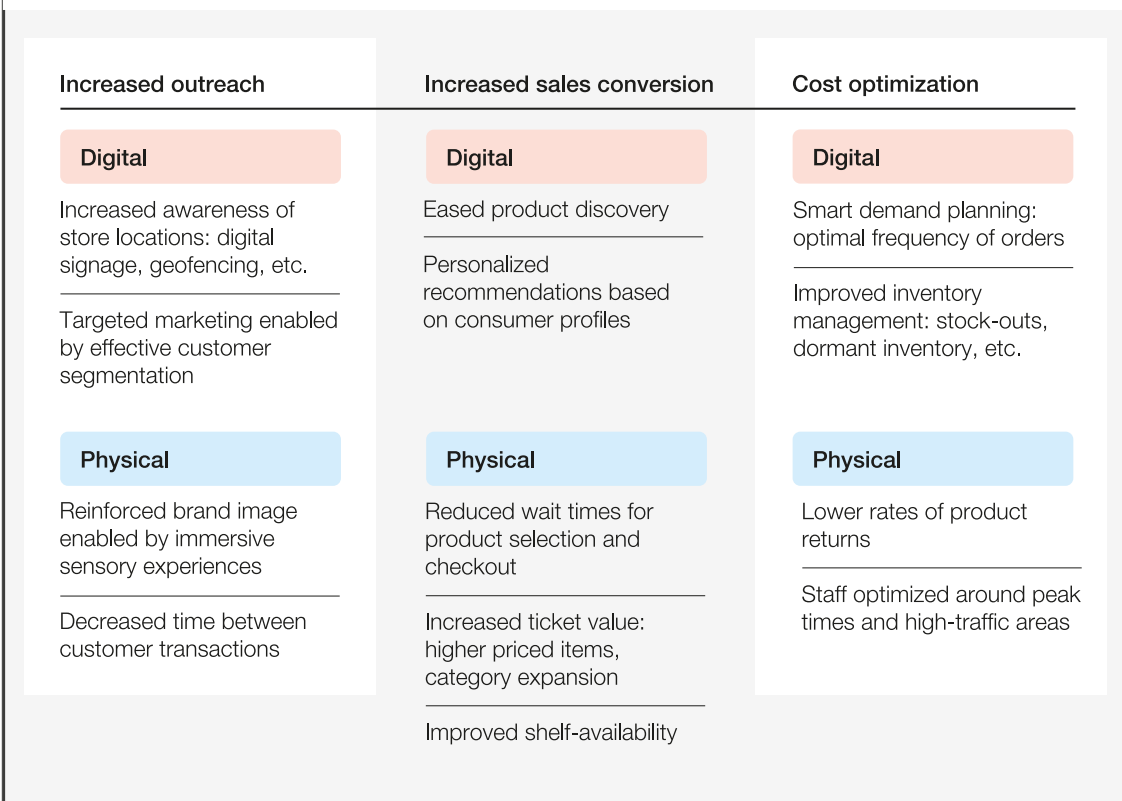 Increased outreach
Digital
Increased awareness of
store locations: digital
signage, geofencing, etc.
Targeted marketing enabled
by effective customer
segmentation
Physical
Reinforced brand image
enabled by immersive
sensory experiences
Decreased time between
customer transactions
Increased sales conversion
Digital
Eased product discovery
Personalized
recommendations based
on consumer profiles
Physical
Reduced wait times for
product selection and
checkout
Increased ticket value:
higher priced items,
category expansion
Improved shelf-availability
Cost optimization
Digital
Smart demand planning:
optimal frequency of orders
Improved inventory
management: stock-outs,
dormant inventory, etc.
Physical
Lower rates of product
returns
Staff optimized around peak
times and high-traffic areas